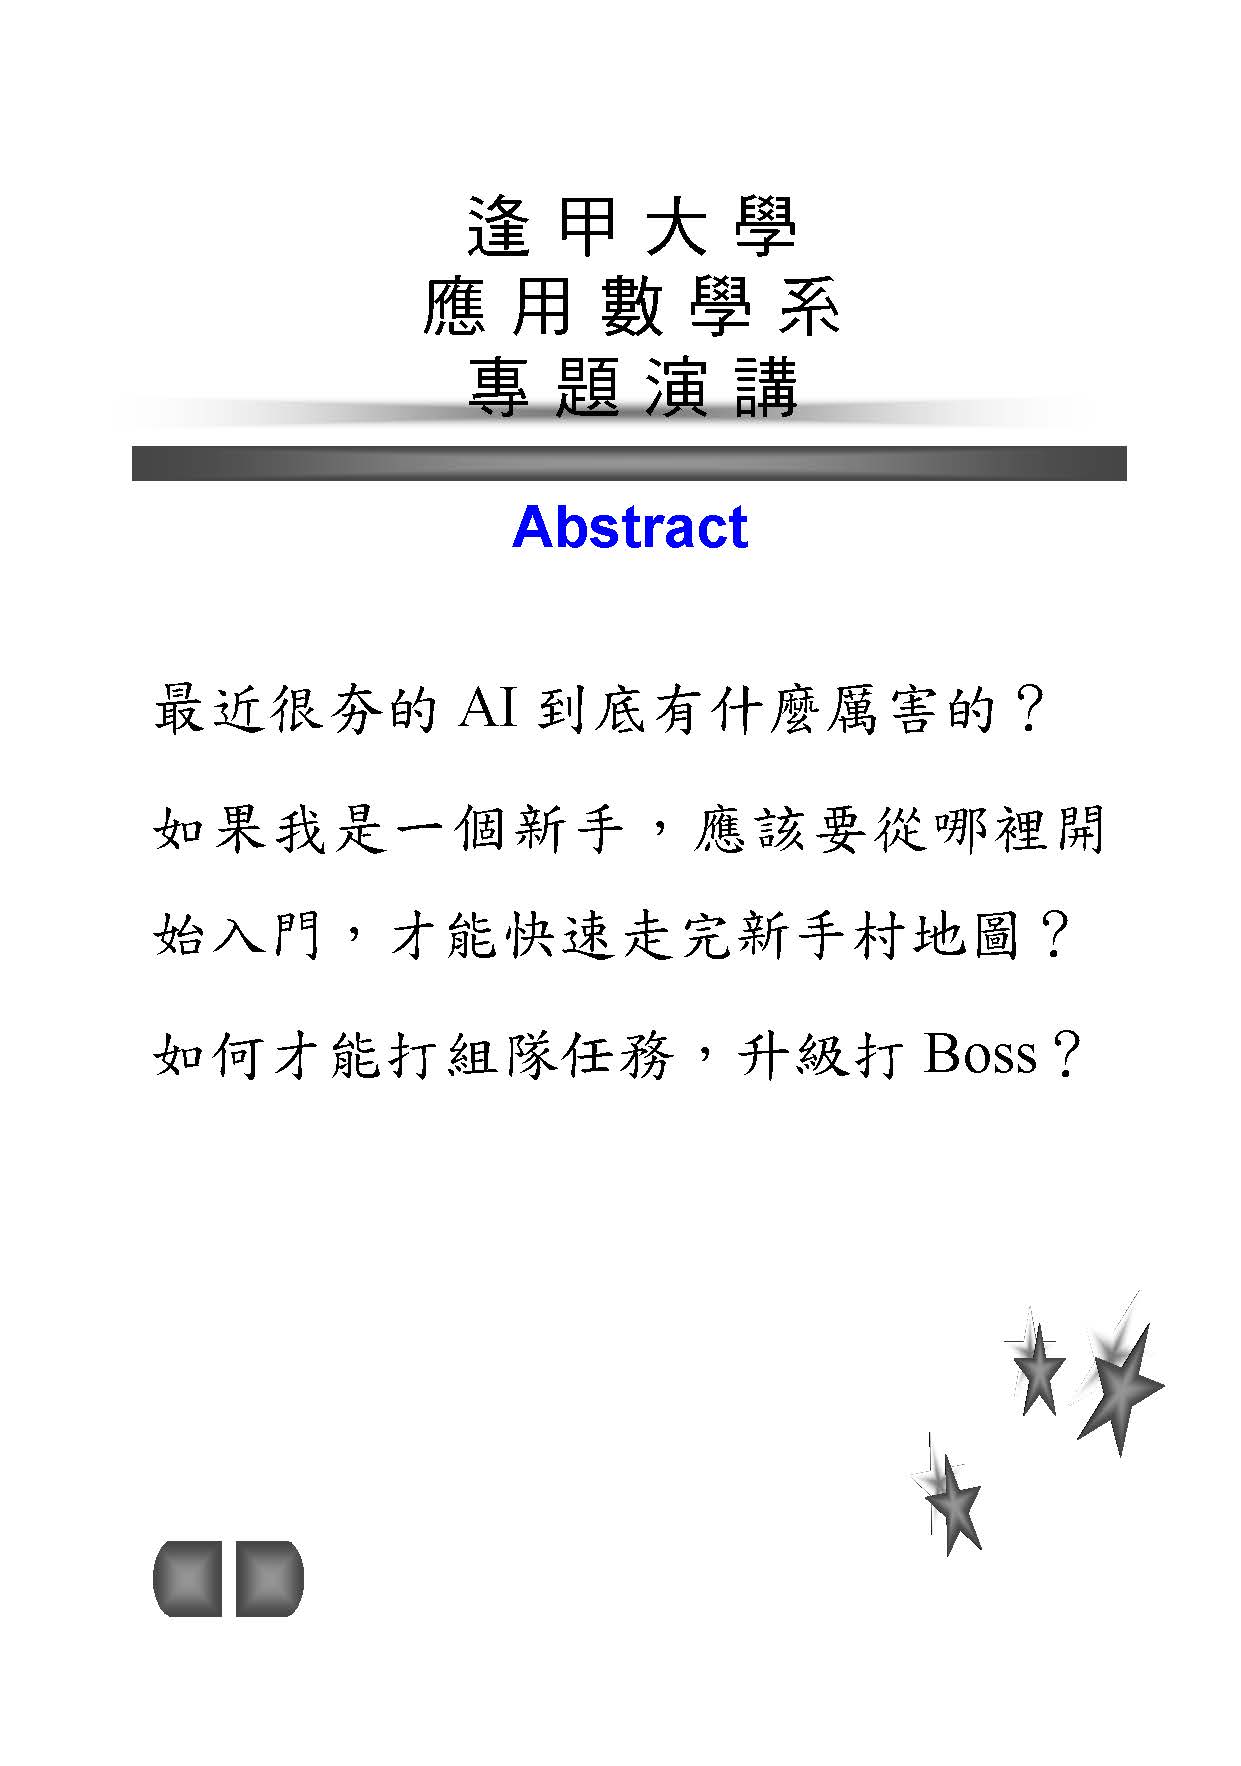 逢甲大學
應用數學系
專題演講
Abstract
最近很夯的 AI 到底有什麼厲害的？
如果我是一個新手，應該要從哪裡開
始入門，才能快速走完新手村地圖？
如何才能打組隊任務，升級打 Boss？